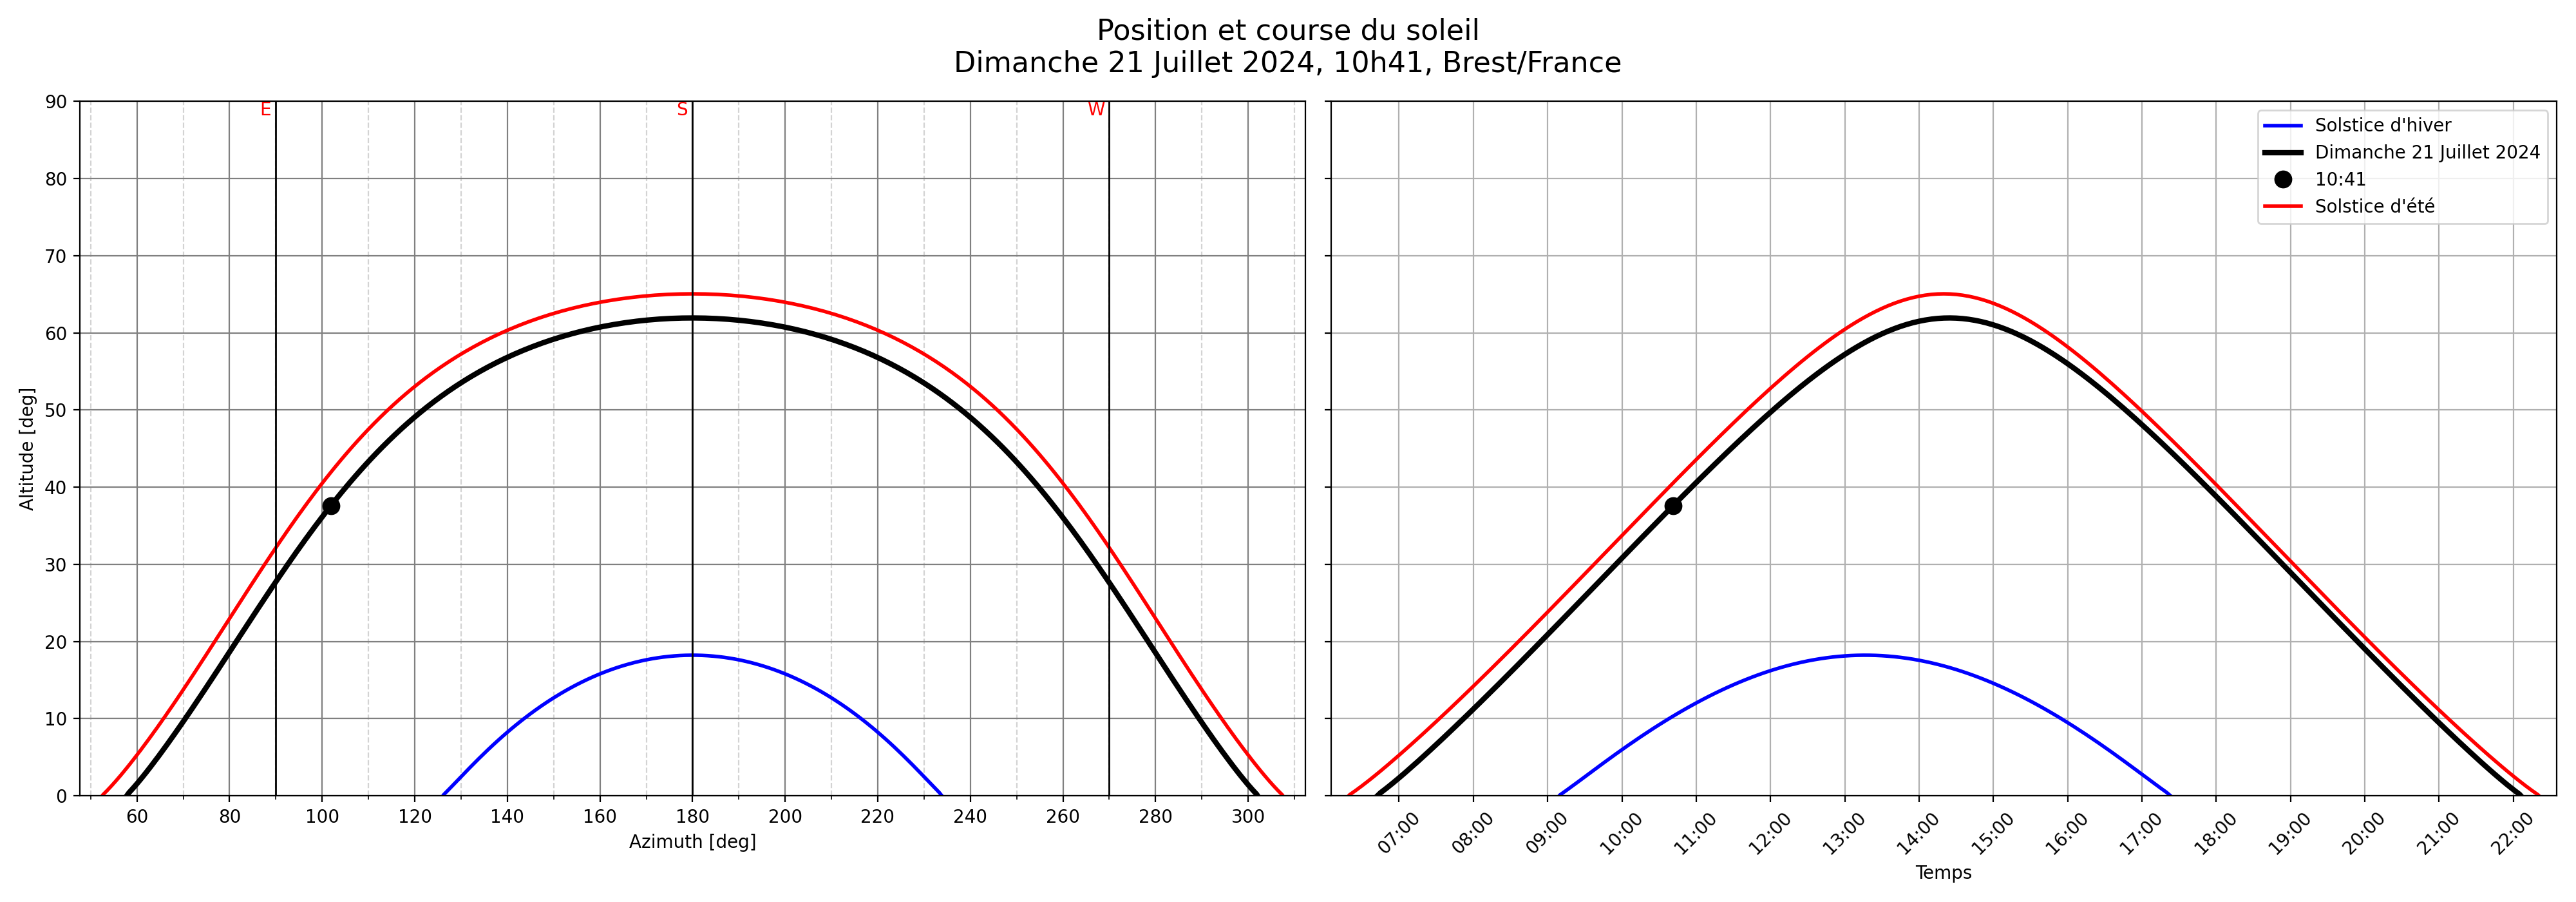 Position et course du soleil
Dimanche 21 Juillet 2024, 10h41, Brest/France
E
S
W
90
80
70
60
50
40
30
20
10
0
Altitude [deg]
60 80 100 120 140 160 180 200 220 240 260 280 300
Azimuth [deg]
Solstice d'hiver
Dimanche 21 Juillet 2024
10:41
Solstice d'été
07:00 08:00 09:00 10:00 11:00 12:00 13:00 14:00 15:00 16:00 17:00 18:00 19:00 20:00 21:00 22:00
Temps